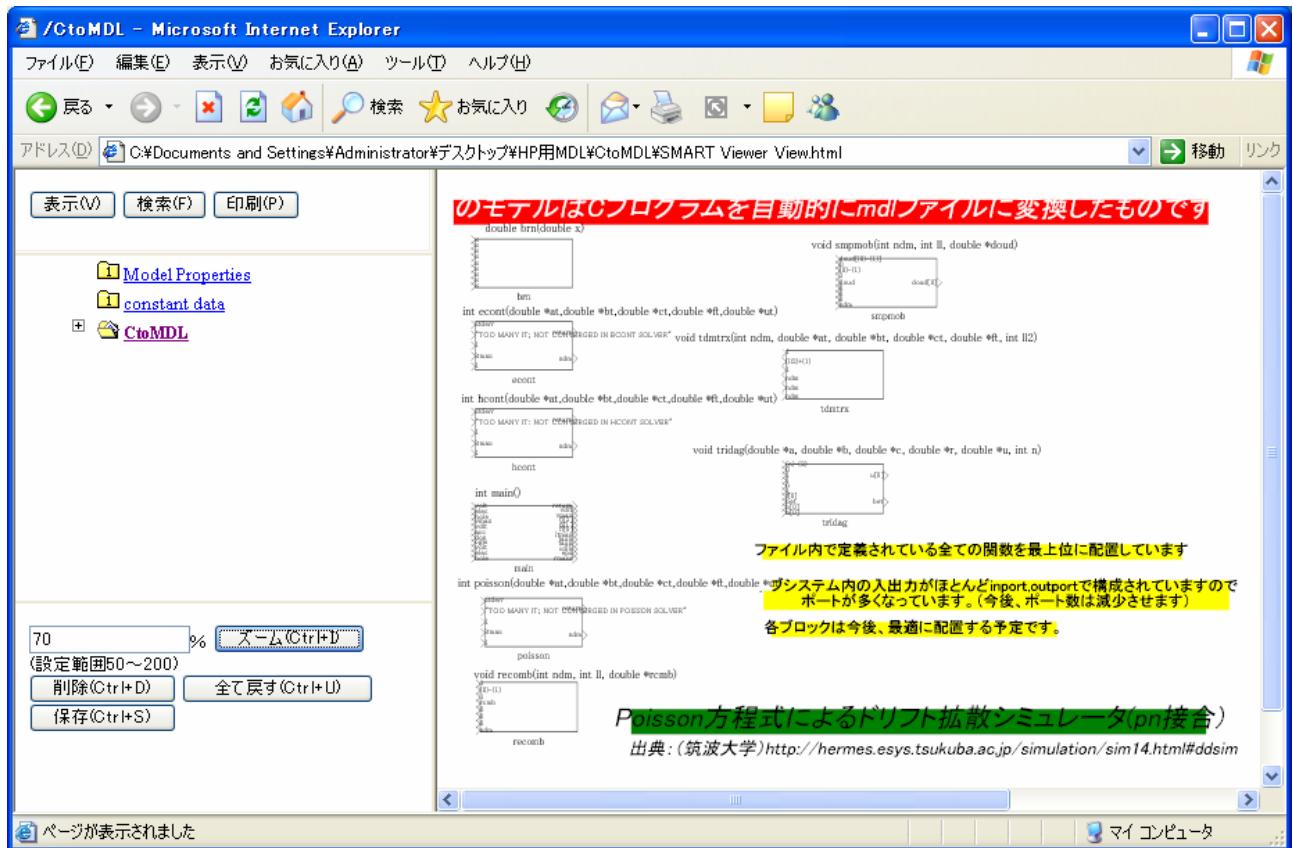 /CtoMDL - Microsoft Internet Explorer
ファイル(F) 編集(E) 表示(V) お気に入り(A) ツール(T) ヘルプ(H)
戻る 検索 お気に入り
アドレス(D) C:¥Documents and Settings¥Administrator¥デスクトップ¥HP用MDL¥CtoMDL¥SMART Viewer View.html 移動 リンク
表示(V) 検索(F) 印刷(P)
Model Properties
constant data
CtoMDL
70 % ズーム(Ctrl+I)
(設定範囲50～200)
削除(Ctrl+D) 全て戻す(Ctrl+U)
保存(Ctrl+S)
のモデルはCプログラムを自動的にmdlファイルに変換したものです
double brn(double x)
brn
void smpmob(int ndm, int ll, double *doud)
doud[ll]
smpmob
int econt(double *at,double *bt,double *ct,double *ft,double *ut)
"TOO MANY IT; NOT CONVERGED IN ECONT SOLVER"
itmax ndm
econt
void tdmtrx(int ndm, double *at, double *bt, double *ct, double *ft, int ll2)
(ll2)+(1)
ndm
ndm
ndm
tdmtrx
int hcont(double *at,double *bt,double *ct,double *ft,double *ut)
"TOO MANY IT; NOT CONVERGED IN HCONT SOLVER"
itmax ndm
hcont
void tridag(double *a, double *b, double *c, double *r, double *u, int n)
bet
tridag
int main()
main
ファイル内で定義されている全ての関数を最上位に配置しています
int poisson(double *at,double *bt,double *ct,double *ft,double
"TOO MANY IT; NOT CONVERGED IN POISSON SOLVER"
itmax ndm
poisson
ブシステム内の入出力がほとんどinport,outportで構成されていますので
ポートが多くなっています。(今後、ポート数は減少させます)
各ブロックは今後、最適に配置する予定です。
void recomb(int ndm, int ll, double *rcmb)
(ll)-(1)
rcmb
recomb
Poisson方程式によるドリフト拡散シミュレータ(pn接合)
出典：(筑波大学)http://hermes.esys.tsukuba.ac.jp/simulation/sim14.html#ddsim
ページが表示されました マイ コンピュータ